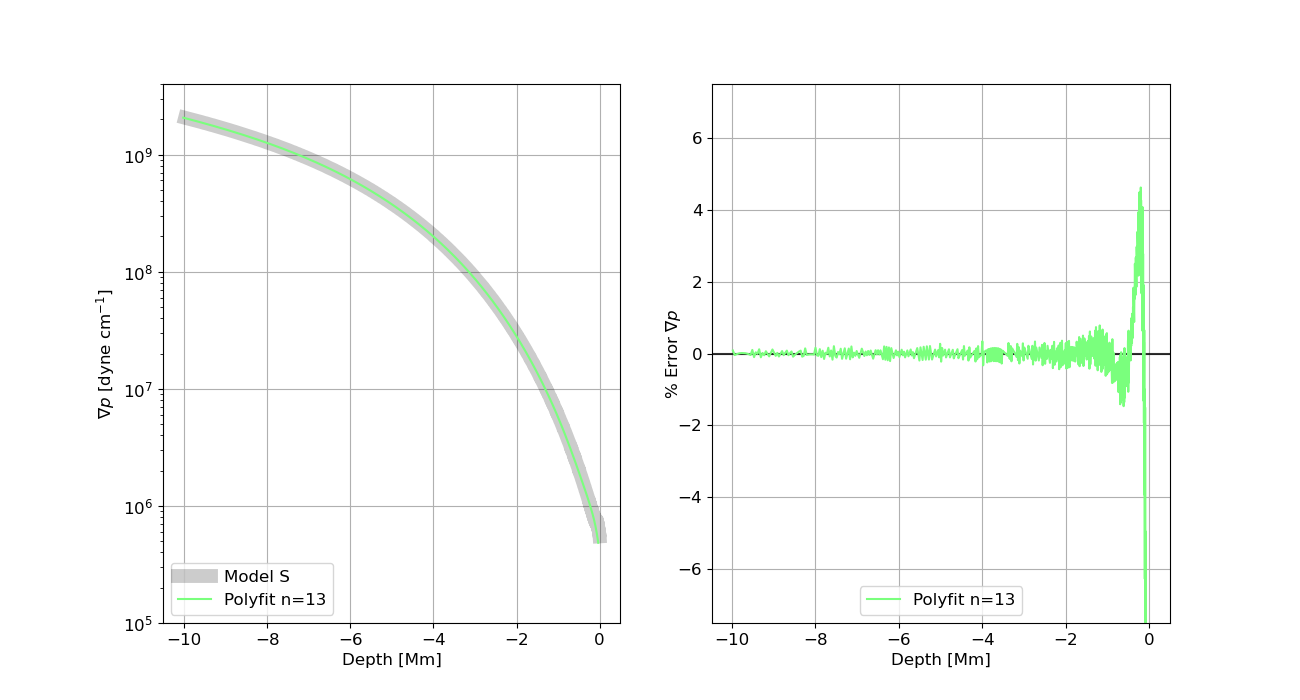 10⁹
10⁸
10⁷
10⁶
10⁵
∇p [dyne cm⁻¹]
Model S
Polyfit n=13
−10 −8 −6 −4 −2 0
Depth [Mm]
6
4
2
0
−2
−4
−6
% Error ∇p
Polyfit n=13
−10 −8 −6 −4 −2 0
Depth [Mm]